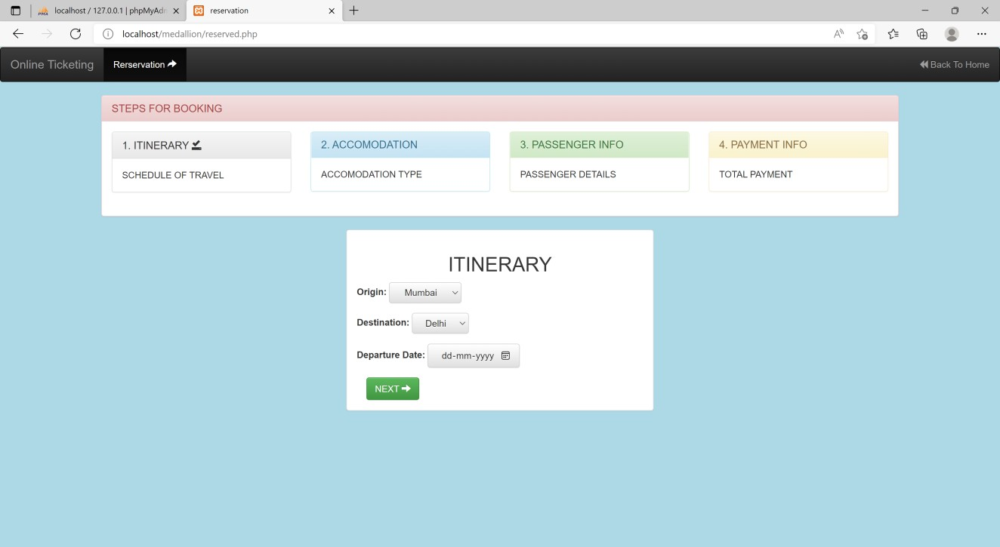 localhost / 127.0.0.1 | phpMyAdm
reservation
localhost/medallion/reserved.php
Online Ticketing
Rerservation
Back To Home
STEPS FOR BOOKING
1. ITINERARY
SCHEDULE OF TRAVEL
2. ACCOMODATION
ACCOMODATION TYPE
3. PASSENGER INFO
PASSENGER DETAILS
4. PAYMENT INFO
TOTAL PAYMENT
ITINERARY
Origin: Mumbai
Destination: Delhi
Departure Date: dd-mm-yyyy
NEXT